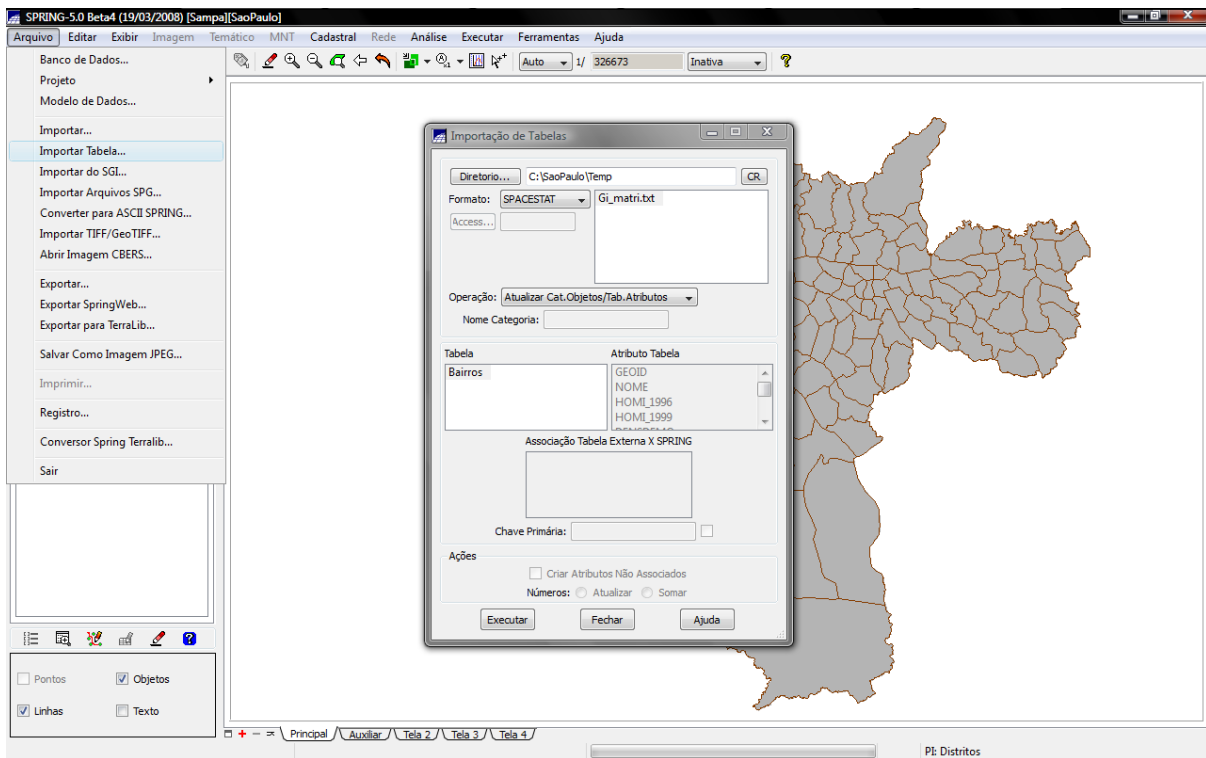 SPRING-5.0 Beta4 (19/03/2008) [Sampa][SaoPaulo]
Arquivo Editar Exibir Imagem Temático MNT Cadastral Rede Análise Executar Ferramentas Ajuda
Auto 1/ 326673 Inativa
Banco de Dados...
Projeto
Modelo de Dados...
Importar...
Importar Tabela...
Importar do SGI...
Importar Arquivos SPG...
Converter para ASCII SPRING...
Importar TIFF/GeoTIFF...
Abrir Imagem CBERS...
Exportar...
Exportar SpringWeb...
Exportar para TerraLib...
Salvar Como Imagem JPEG...
Imprimir...
Registro...
Conversor Spring Terralib...
Sair
Importação de Tabelas
Diretorio... C:\SaoPaulo\Temp CR
Formato: SPACESTAT Gi_matri.txt
Access...
Operação: Atualizar Cat.Objetos/Tab.Atributos
Nome Categoria:
Tabela Atributo Tabela
Bairros GEOID
NOME
HOMI_1996
HOMI_1999
Associação Tabela Externa X SPRING
Chave Primária:
Ações
Criar Atributos Não Associados
Números: Atualizar Somar
Executar Fechar Ajuda
Pontos Objetos
Linhas Texto
Principal Auxiliar Tela 2 Tela 3 Tela 4
PI: Distritos